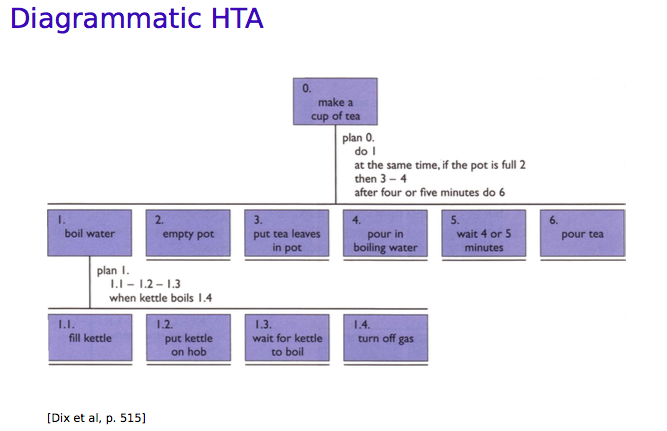 Diagrammatic HTA
0.
make a
cup of tea
plan 0.
do 1
at the same time, if the pot is full 2
then 3 – 4
after four or five minutes do 6
1.
boil water
2.
empty pot
3.
put tea leaves
in pot
4.
pour in
boiling water
5.
wait 4 or 5
minutes
6.
pour tea
plan 1.
1.1 – 1.2 – 1.3
when kettle boils 1.4
1.1.
fill kettle
1.2.
put kettle
on hob
1.3.
wait for kettle
to boil
1.4.
turn off gas
[Dix et al, p. 515]